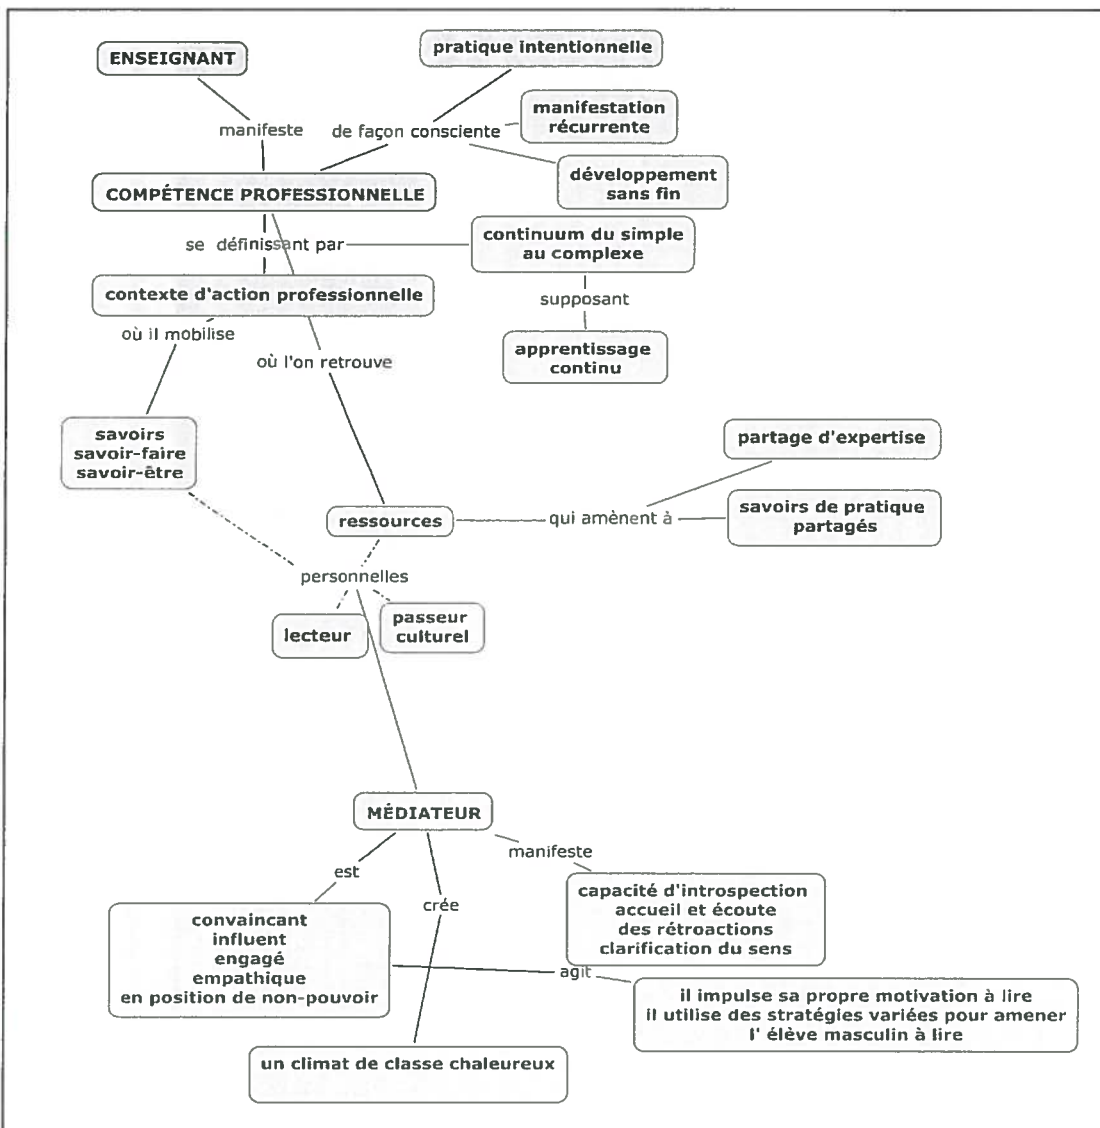 ENSEIGNANT
pratique intentionnelle
manifeste
de façon consciente
manifestation
récurrente
développement
sans fin
COMPÉTENCE PROFESSIONNELLE
se définissant par
continuum du simple
au complexe
contexte d'action professionnelle
supposant
où il mobilise
où l'on retrouve
apprentissage
continu
savoirs
savoir-faire
savoir-être
partage d'expertise
ressources
qui amènent à
savoirs de pratique
partagés
personnelles
lecteur
passeur
culturel
MÉDIATEUR
est
crée
manifeste
convaincant
influent
engagé
empathique
en position de non-pouvoir
capacité d'introspection
accueil et écoute
des rétroactions
clarification du sens
agit
il impulse sa propre motivation à lire
il utilise des stratégies variées pour amener
l' élève masculin à lire
un climat de classe chaleureux